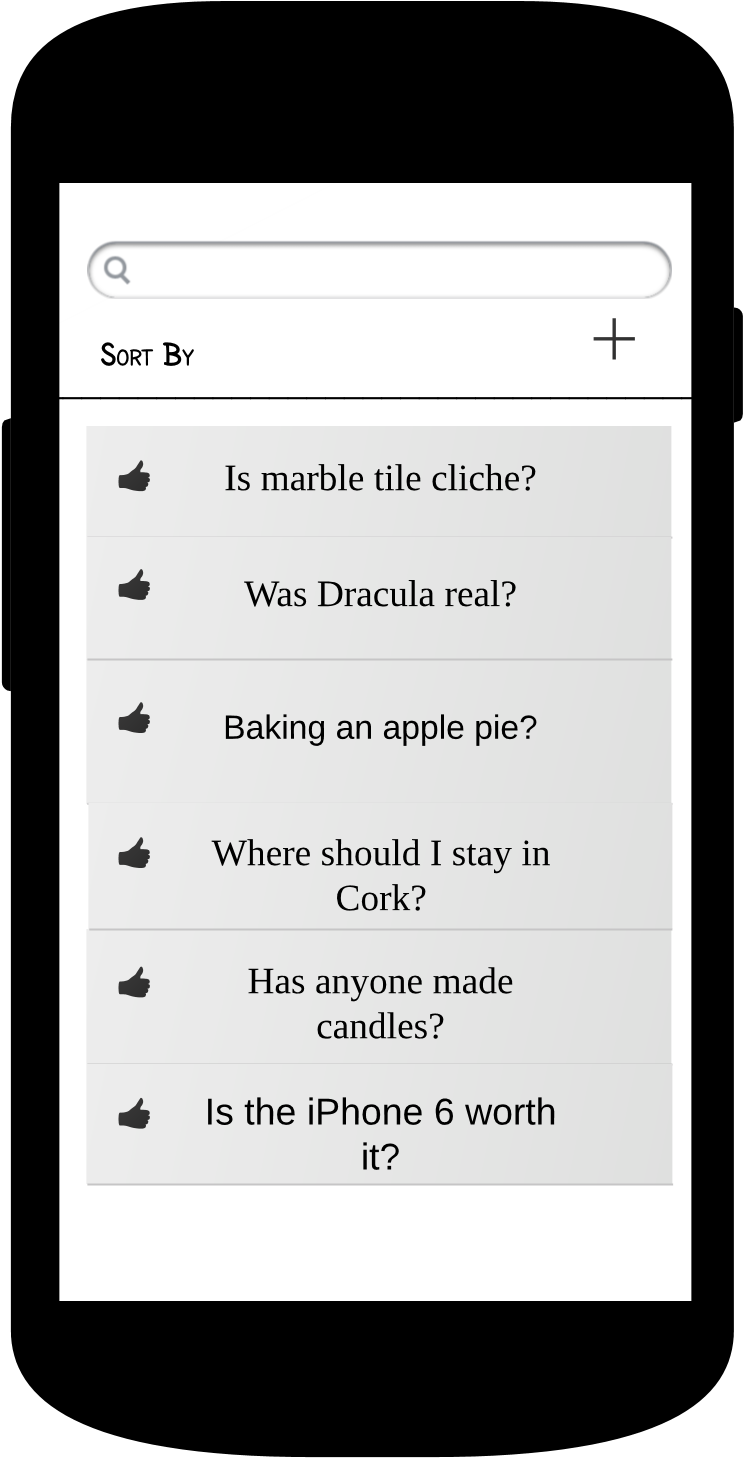 Sort By
Is marble tile cliche?
Was Dracula real?
Baking an apple pie?
Where should I stay in
Cork?
Has anyone made
candles?
Is the iPhone 6 worth
it?